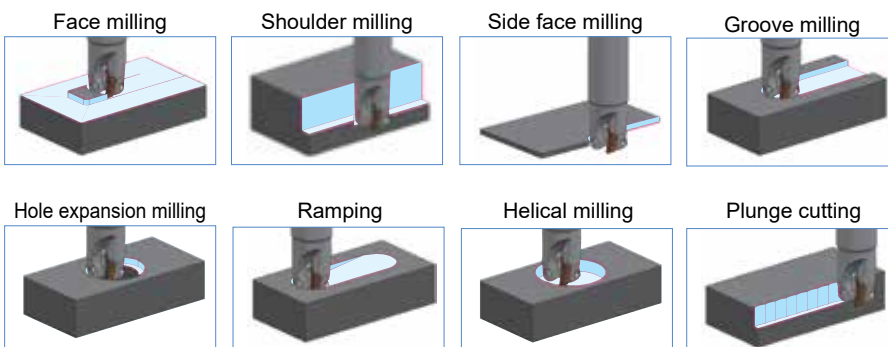 Face milling
Shoulder milling
Side face milling
Groove milling
Hole expansion milling
Ramping
Helical milling
Plunge cutting